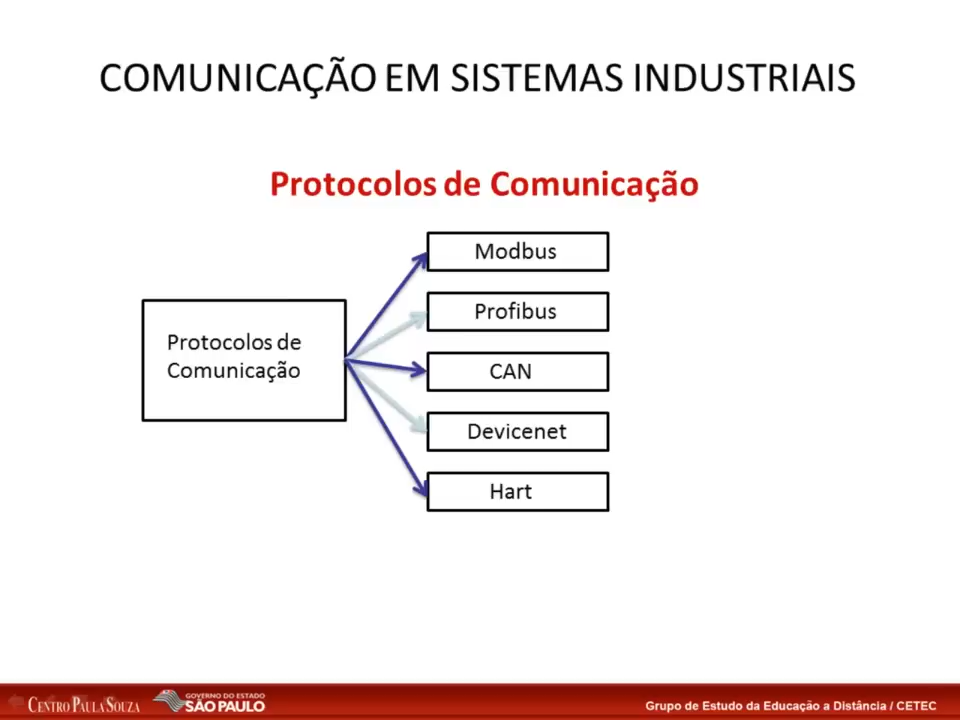 COMUNICAÇÃO EM SISTEMAS INDUSTRIAIS
Protocolos de Comunicação
Protocolos de
Comunicação
Modbus
Profibus
CAN
Devicenet
Hart
CENTRO PAULA SOUZA
GOVERNO DO ESTADO
SÃO PAULO
Grupo de Estudo da Educação a Distância / CETEC